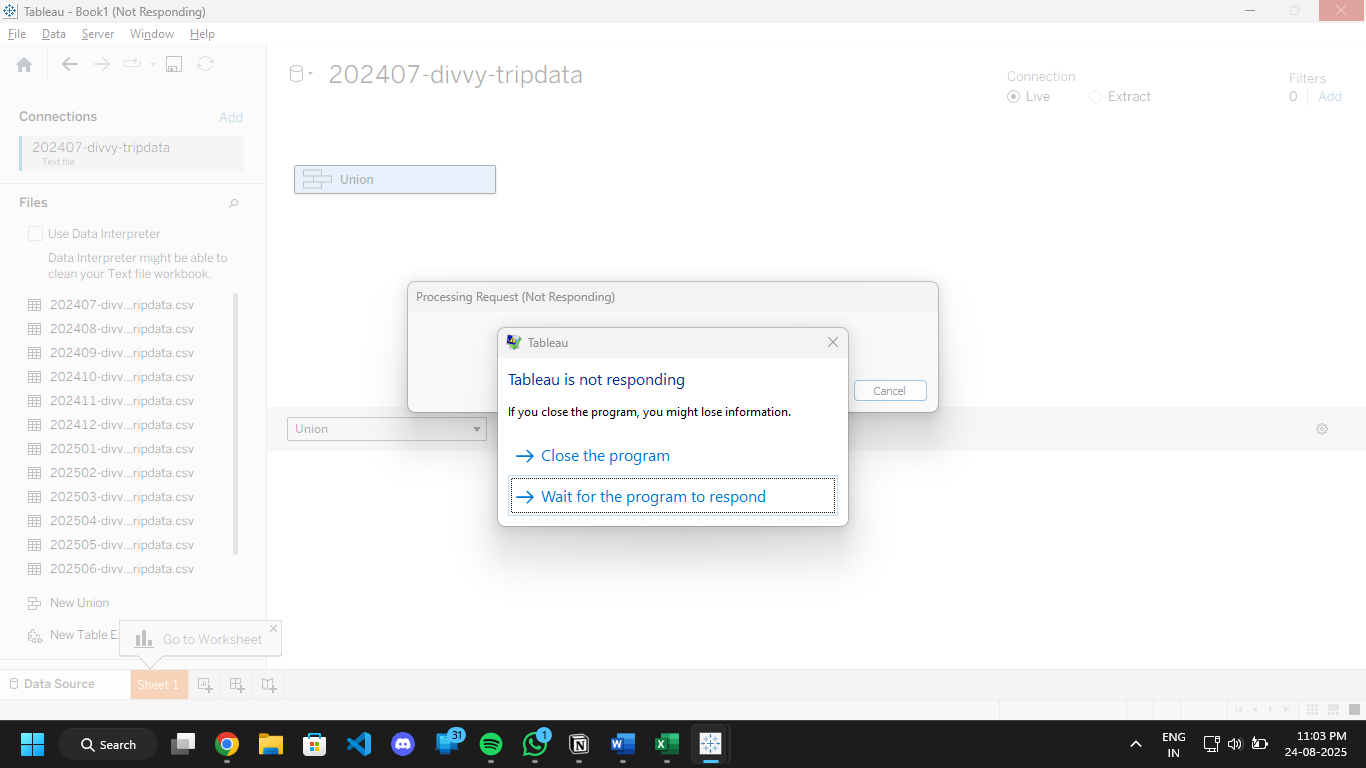 Tableau - Book1 (Not Responding)
File Data Server Window Help
Connections Add
202407-divvy-tripdata
Text file
Files
Use Data Interpreter
Data Interpreter might be able to
clean your Text file workbook.
202407-divv...ripdata.csv
202408-divv...ripdata.csv
202409-divv...ripdata.csv
202410-divv...ripdata.csv
202411-divv...ripdata.csv
202412-divv...ripdata.csv
202501-divv...ripdata.csv
202502-divv...ripdata.csv
202503-divv...ripdata.csv
202504-divv...ripdata.csv
202505-divv...ripdata.csv
202506-divv...ripdata.csv
New Union
New Table E
Go to Worksheet
202407-divvy-tripdata
Connection
Live Extract
Filters
0 Add
Union
Processing Request (Not Responding)
Cancel
Tableau
Tableau is not responding
If you close the program, you might lose information.
Close the program
Wait for the program to respond
Union
Data Source Sheet 1
Search
31
1
ENG
IN
11:03 PM
24-08-2025